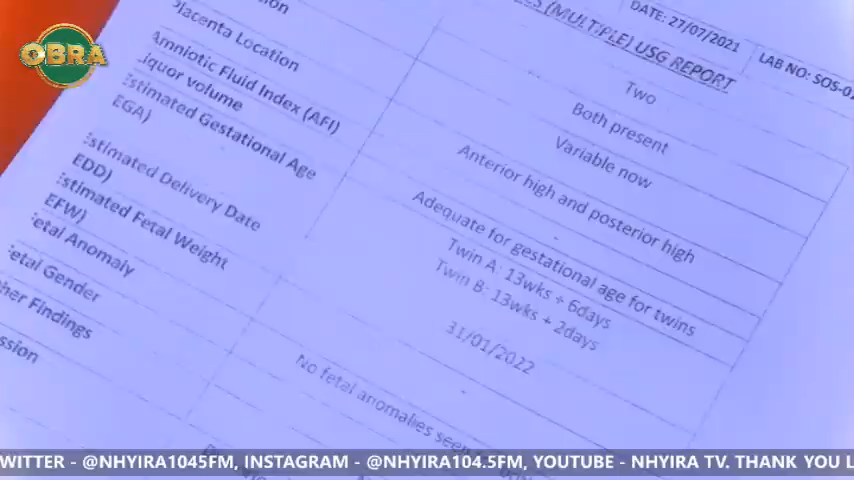 OBRA
DATE: 27/07/2021
LAB NO: SOS-
(MULTIPLE) USG REPORT
Two
Both present
Variable now
Placenta Location
Anterior high and posterior high
Amniotic Fluid Index (AFI)
Liquor volume
Adequate for gestational age for twins
Estimated Gestational Age
EGA)
Twin A: 13wks + 6days
Twin B: 13wks + 2days
Estimated Delivery Date
EDD)
31/01/2022
Estimated Fetal Weight
EFW)
etal Anomaly
No fetal anomalies seen
etal Gender
her Findings
ssion
WITTER - @NHYIRA1045FM, INSTAGRAM - @NHYIRA104.5FM, YOUTUBE - NHYIRA TV. THANK YOU L